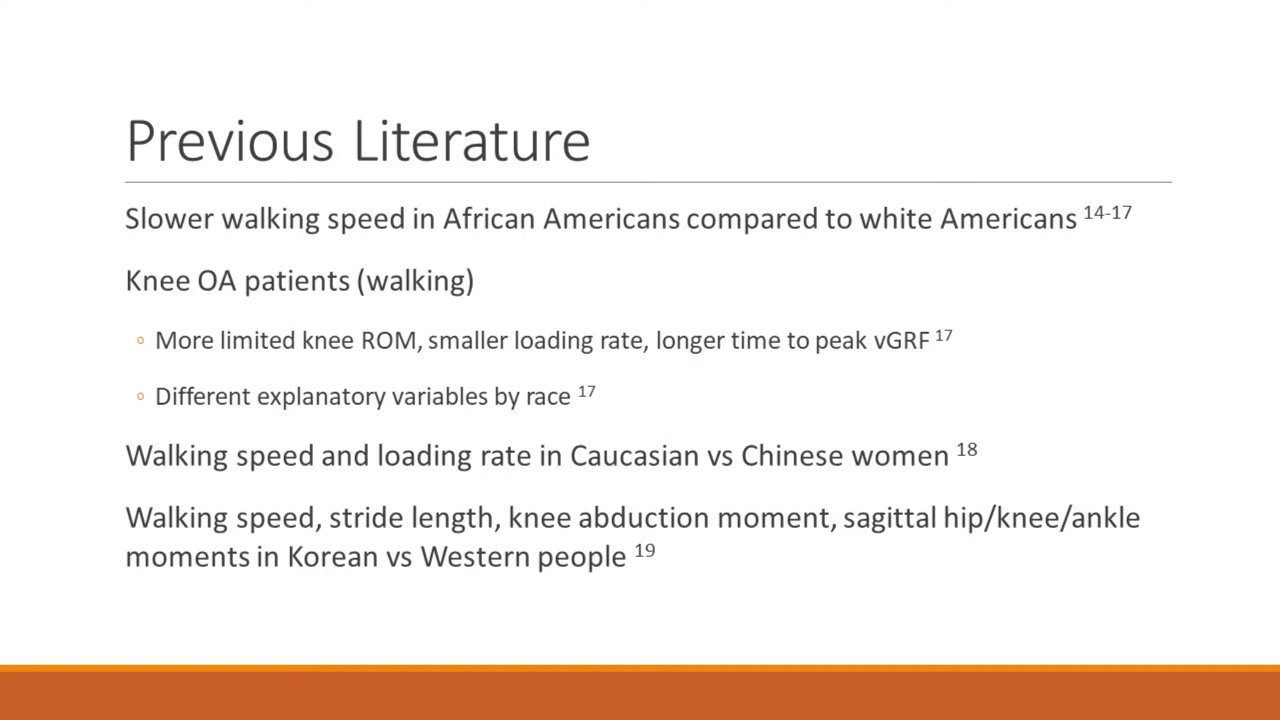 Previous Literature
Slower walking speed in African Americans compared to white Americans 14-17
Knee OA patients (walking)
◦ More limited knee ROM, smaller loading rate, longer time to peak vGRF 17
◦ Different explanatory variables by race 17
Walking speed and loading rate in Caucasian vs Chinese women 18
Walking speed, stride length, knee abduction moment, sagittal hip/knee/ankle
moments in Korean vs Western people 19